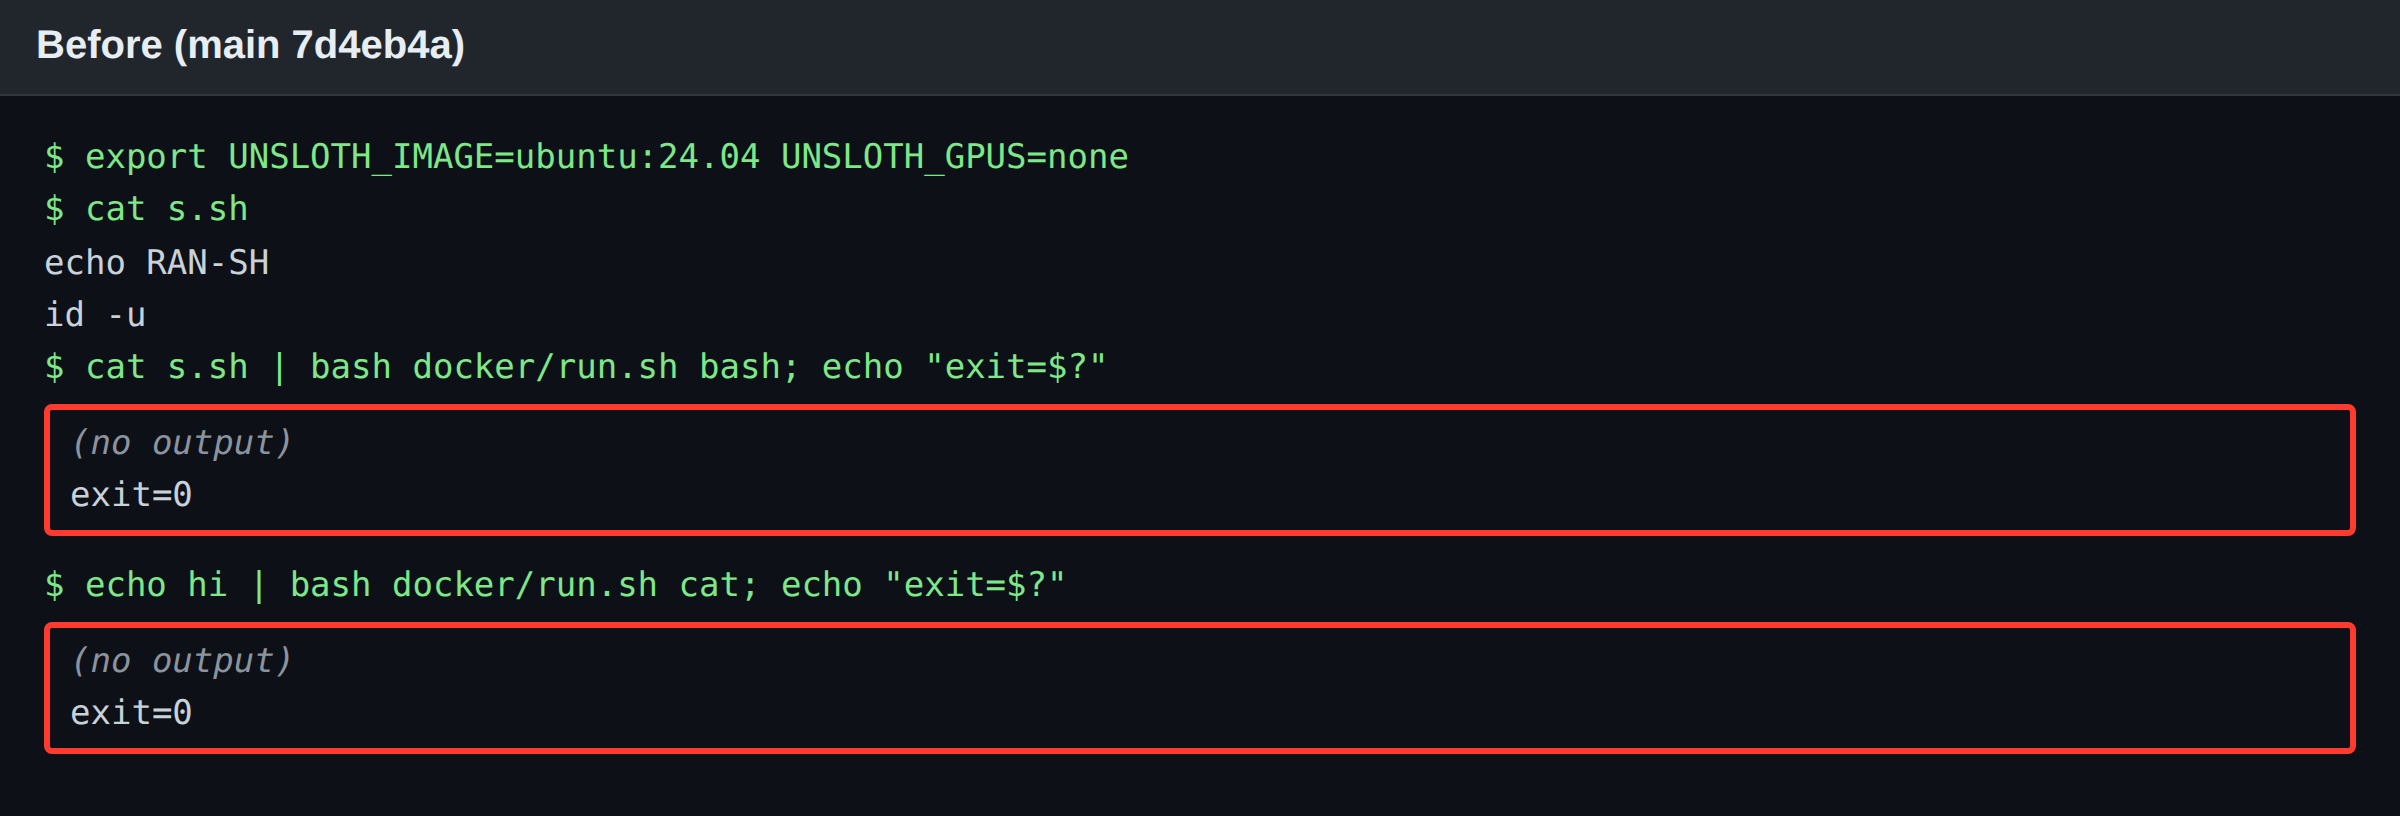 Before (main 7d4eb4a)
$ export UNSLOTH_IMAGE=ubuntu:24.04 UNSLOTH_GPUS=none
$ cat s.sh
echo RAN-SH
id -u
$ cat s.sh | bash docker/run.sh bash; echo "exit=$?"
(no output)
exit=0
$ echo hi | bash docker/run.sh cat; echo "exit=$?"
(no output)
exit=0